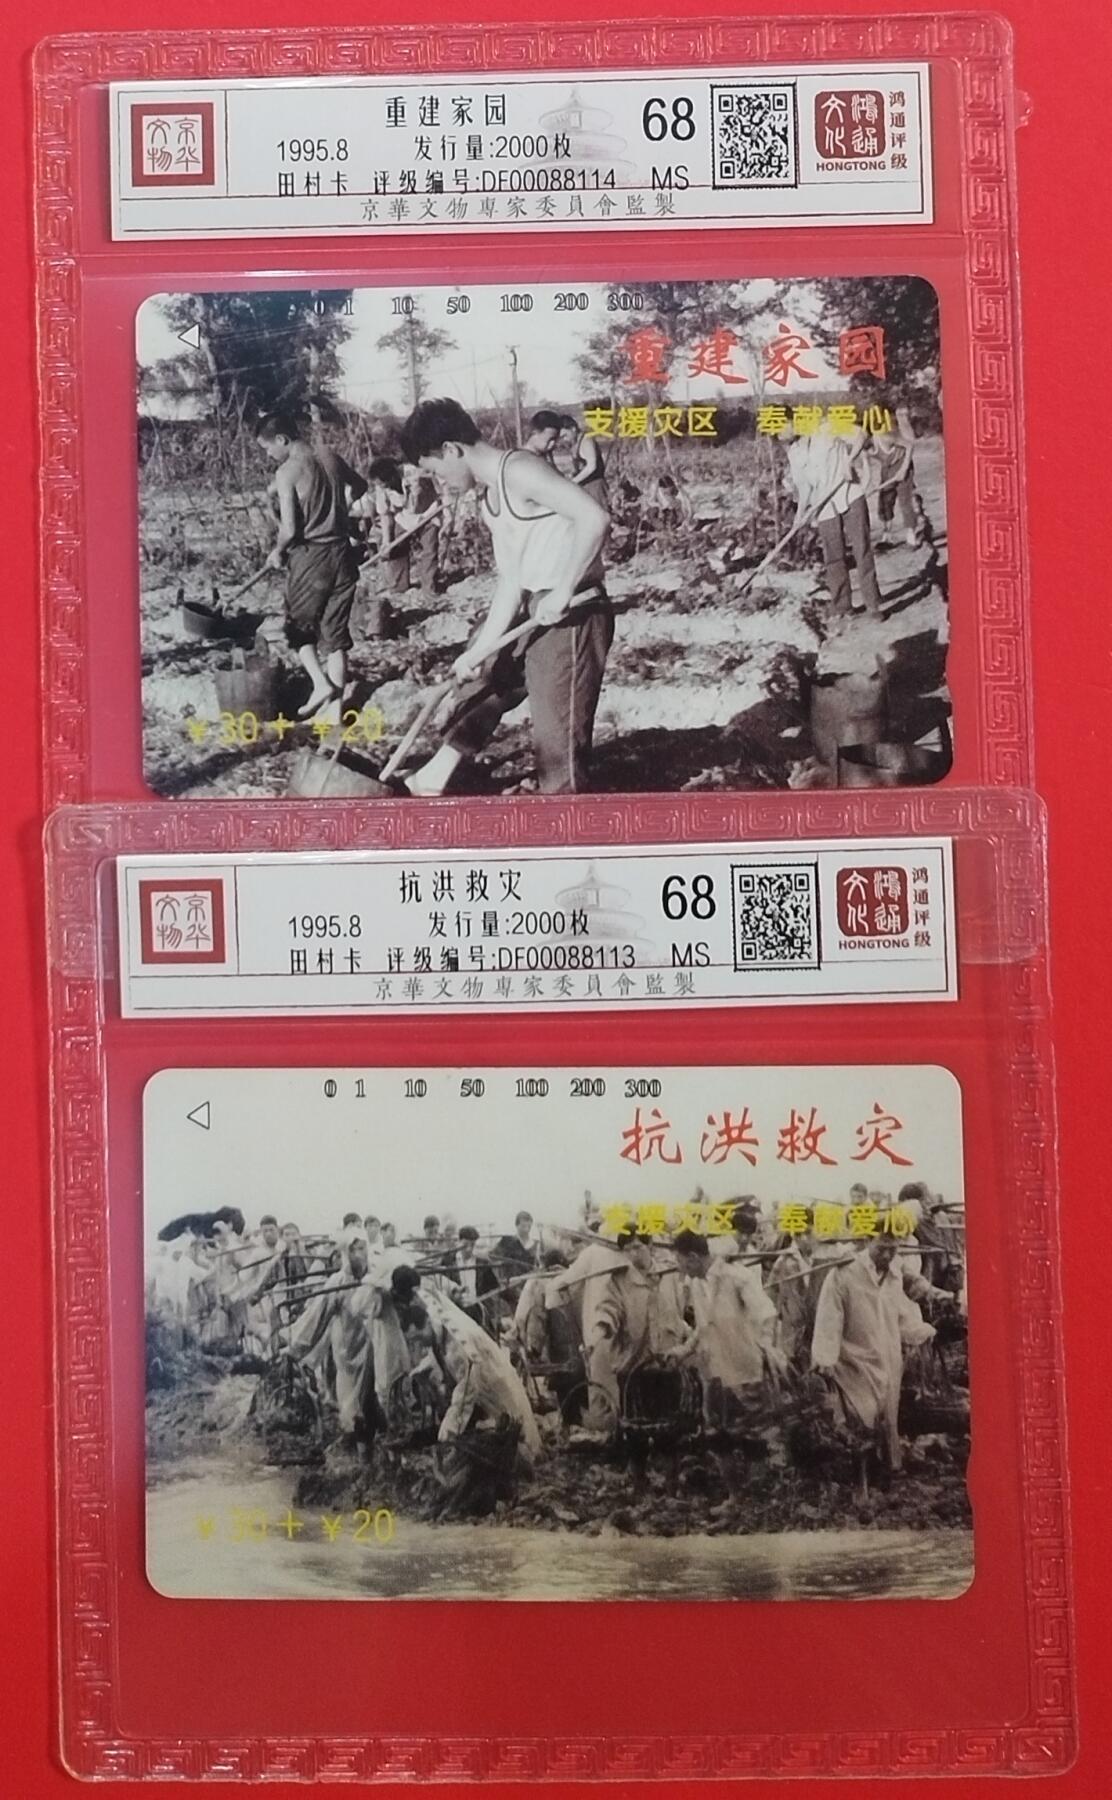 京华文物
重建家园
1995.8 发行量:2000枚
田村卡 评级编号:DF00088114
68
MS
京華文物專家委員會監製
鴻通文化
HONGTONG
鸿通评级
0 1 10 50 100 200 300
重建家园
支援灾区 奉献爱心
¥30+¥20
京华文物
抗洪救灾
1995.8 发行量:2000枚
田村卡 评级编号:DF00088113
68
MS
京華文物專家委員會監製
鴻通文化
HONGTONG
鸿通评级
0 1 10 50 100 200 300
抗洪救灾
支援灾区 奉献爱心
¥30+¥20